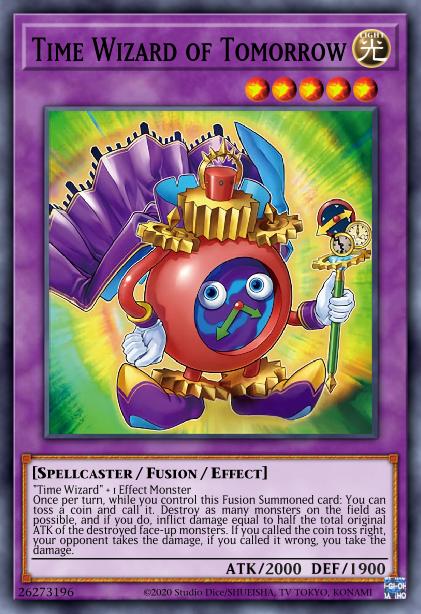 TIME WIZARD OF TOMORROW
LIGHT
光
[SPELLCASTER / FUSION / EFFECT]
"Time Wizard" + 1 Effect Monster
Once per turn, while you control this Fusion Summoned card: You can
toss a coin and call it. Destroy as many monsters on the field as
possible, and if you do, inflict damage equal to half the total original
ATK of the destroyed face-up monsters. If you called the coin toss right,
your opponent takes the damage, if you called it wrong, you take the
damage.
ATK/2000 DEF/1900
26273196
©2020 Studio Dice/SHUEISHA, TV TOKYO, KONAMI